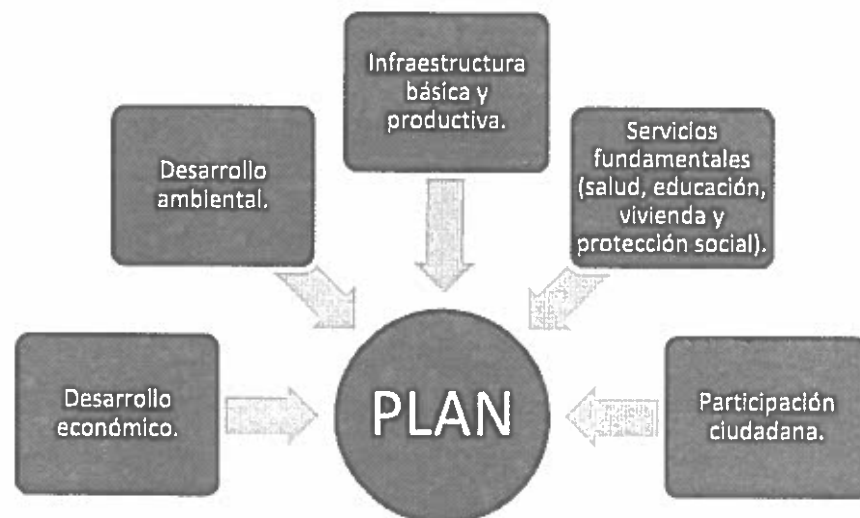 Infraestructura
básica y
productiva.
Desarrollo
ambiental.
Servicios
fundamentales
(salud, educación,
vivienda y
protección social).
Desarrollo
económico.
PLAN
Participación
ciudadana.